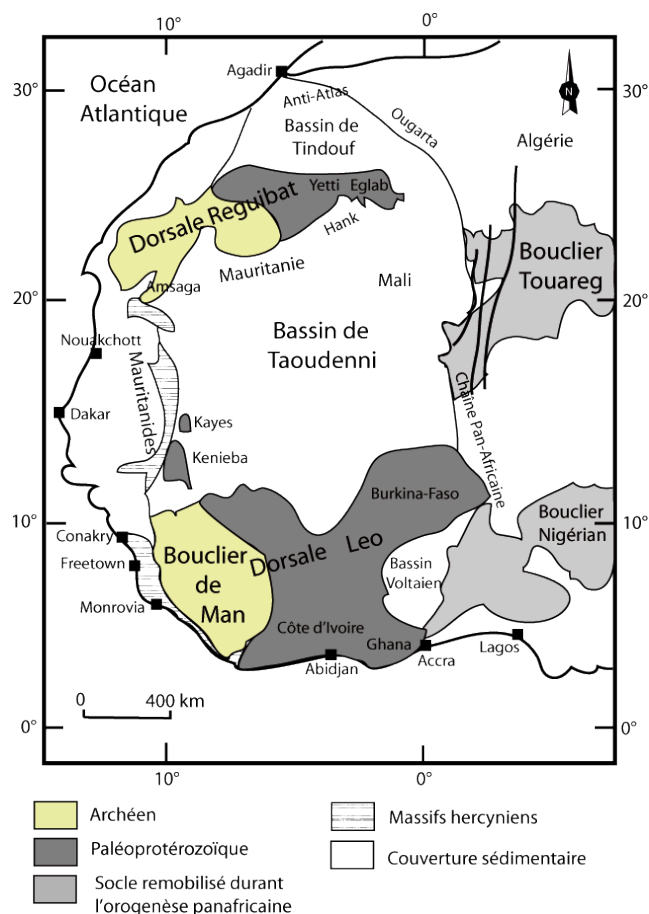 10°
0°
Océan
Atlantique
Agadir
N
30°
30°
Anti-Atlas
Ougarta
Bassin de
Tindouf
Algérie
Yetti
Eglab
Dorsale Reguibat
Hank
Bouclier
Touareg
Mauritanie
Amsaga
Mali
20°
20°
Nouakchott
Bassin de
Taoudenni
Mauritanides
Dakar
Kayes
Kenieba
Chaîne Pan-Africaine
Burkina-Faso
10°
10°
Bouclier
Nigérian
Conakry
Bouclier
de
Man
Dorsale Leo
Freetown
Bassin
Voltaien
Monrovia
Côte d'Ivoire
Ghana
Lagos
Abidjan
Accra
0
400 km
0°
0°
10°
0°
Archéen
Massifs hercyniens
Paléoprotérozoïque
Couverture sédimentaire
Socle remobilisé durant
l'orogenèse panafricaine